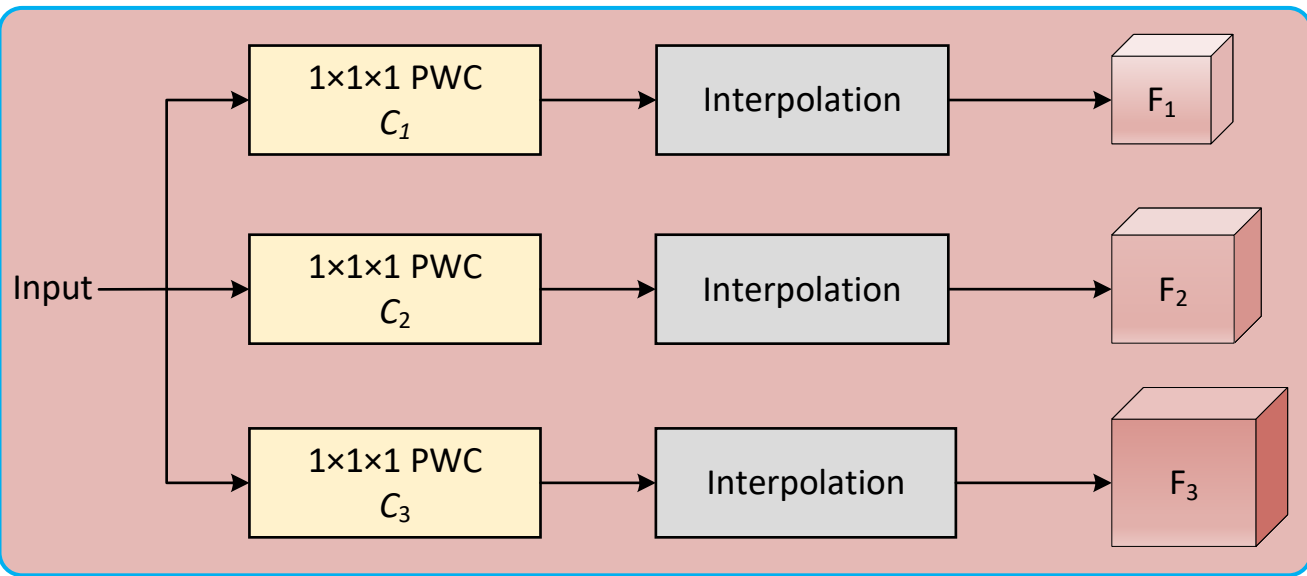 1×1×1 PWC
C₁
Interpolation
F₁
Input
1×1×1 PWC
C₂
Interpolation
F₂
1×1×1 PWC
C₃
Interpolation
F₃